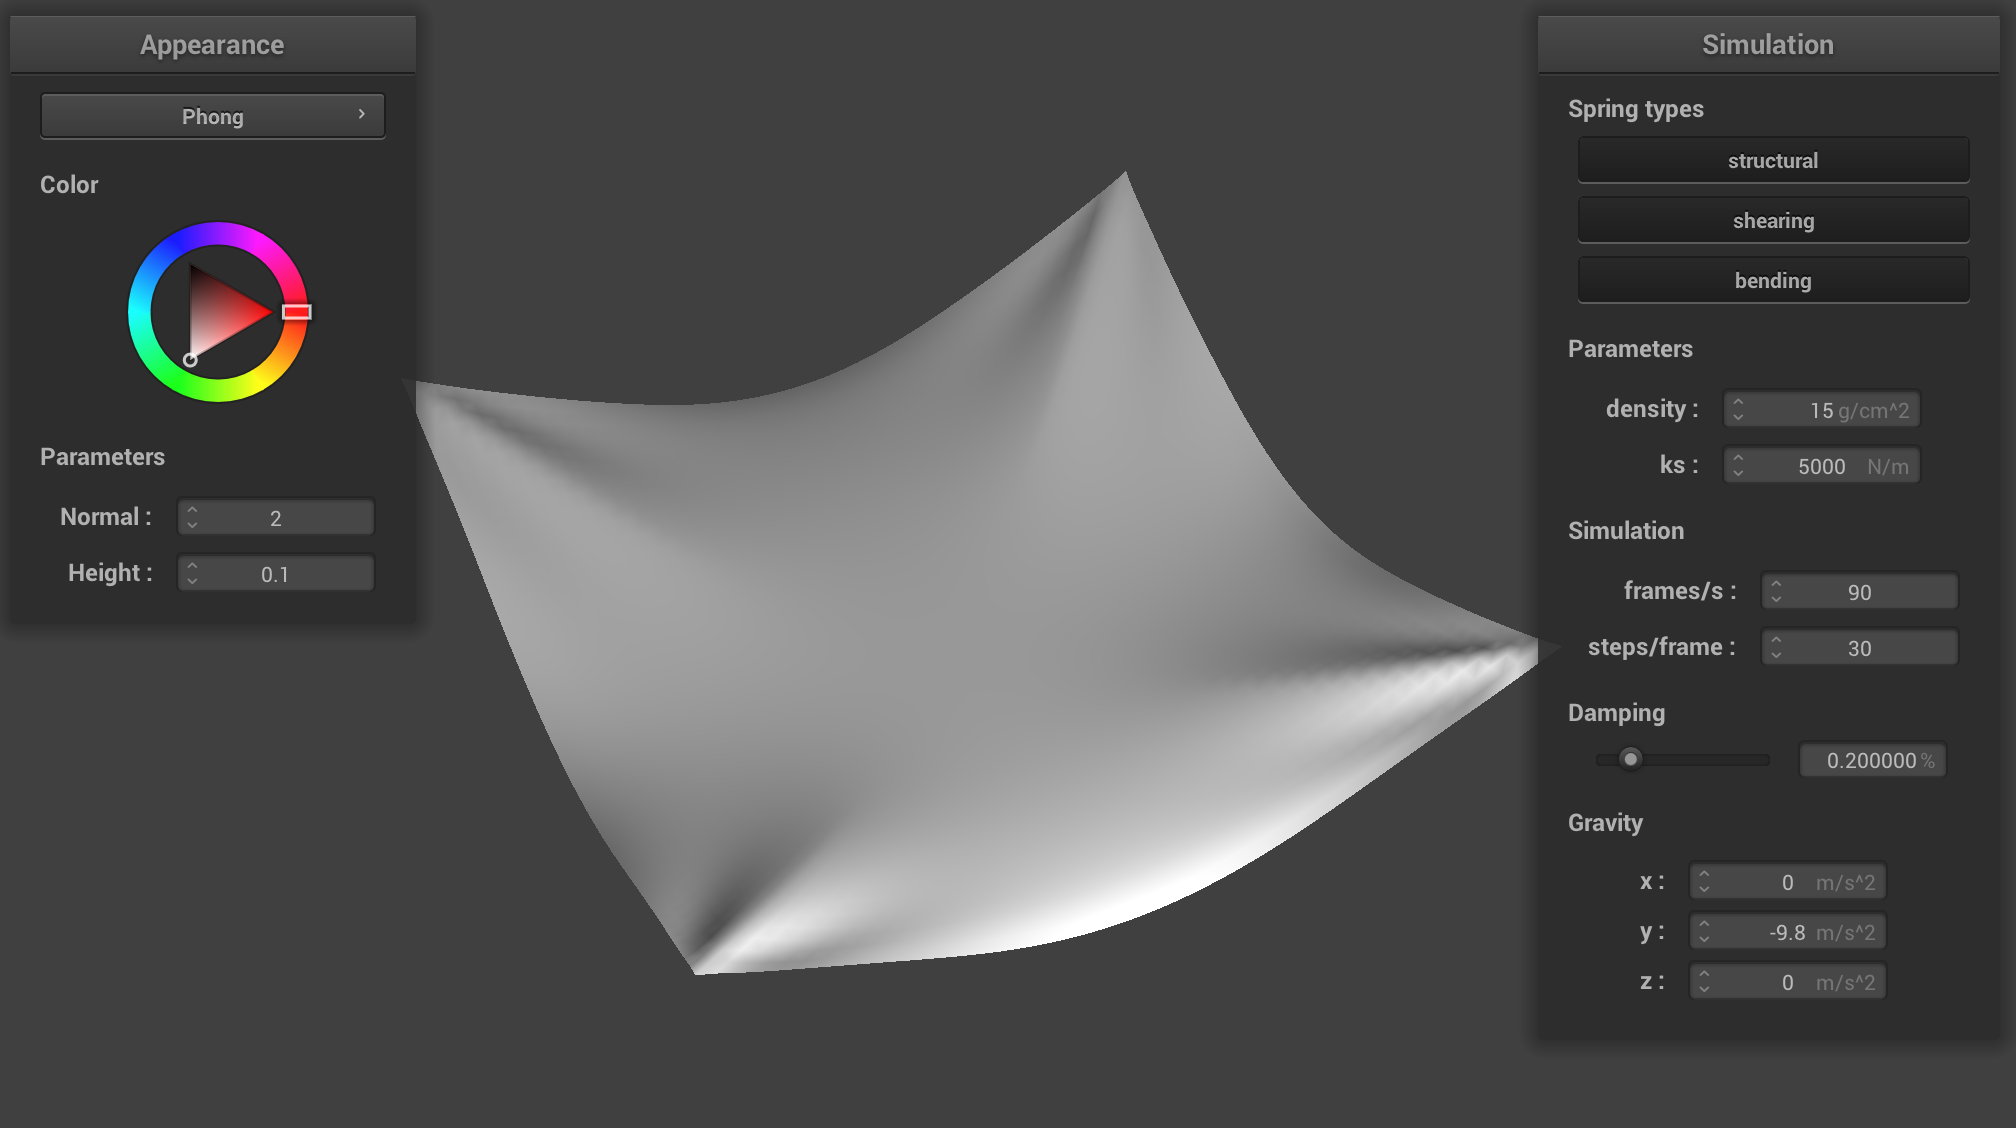 Appearance
Phong ›
Color
Parameters
Normal : 2
Height : 0.1
Simulation
Spring types
structural
shearing
bending
Parameters
density : 15 g/cm^2
ks : 5000 N/m
Simulation
frames/s : 90
steps/frame : 30
Damping
0.200000 %
Gravity
x : 0 m/s^2
y : -9.8 m/s^2
z : 0 m/s^2